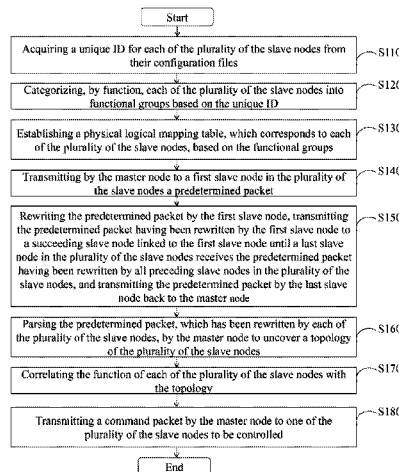 Start
Acquiring a unique ID for each of the plurality of the slave nodes from
their configuration files
S110
Categorizing, by function, each of the plurality of the slave nodes into
functional groups based on the unique ID
S120
Establishing a physical logical mapping table, which corresponds to each
of the plurality of the slave nodes, based on the functional groups
S130
Transmitting by the master node to a first slave node in the plurality of
the slave nodes a predetermined packet
S140
Rewriting the predetermined packet by the first slave node, transmitting
the predetermined packet having been rewritten by the first slave node to
a succeeding slave node linked to the first slave node until a last slave
node in the plurality of the slave nodes receives the predetermined packet
having been rewritten by all preceding slave nodes in the plurality of the
slave nodes, and transmitting the predetermined packet by the last slave
node back to the master node
S150
Parsing the predetermined packet, which has been rewritten by each of
the plurality of the slave nodes, by the master node to uncover a topology
of the plurality of the slave nodes
S160
Correlating the function of each of the plurality of the slave nodes with
the topology
S170
Transmitting a command packet by the master node to one of the
plurality of the slave nodes to be controlled
S180
End